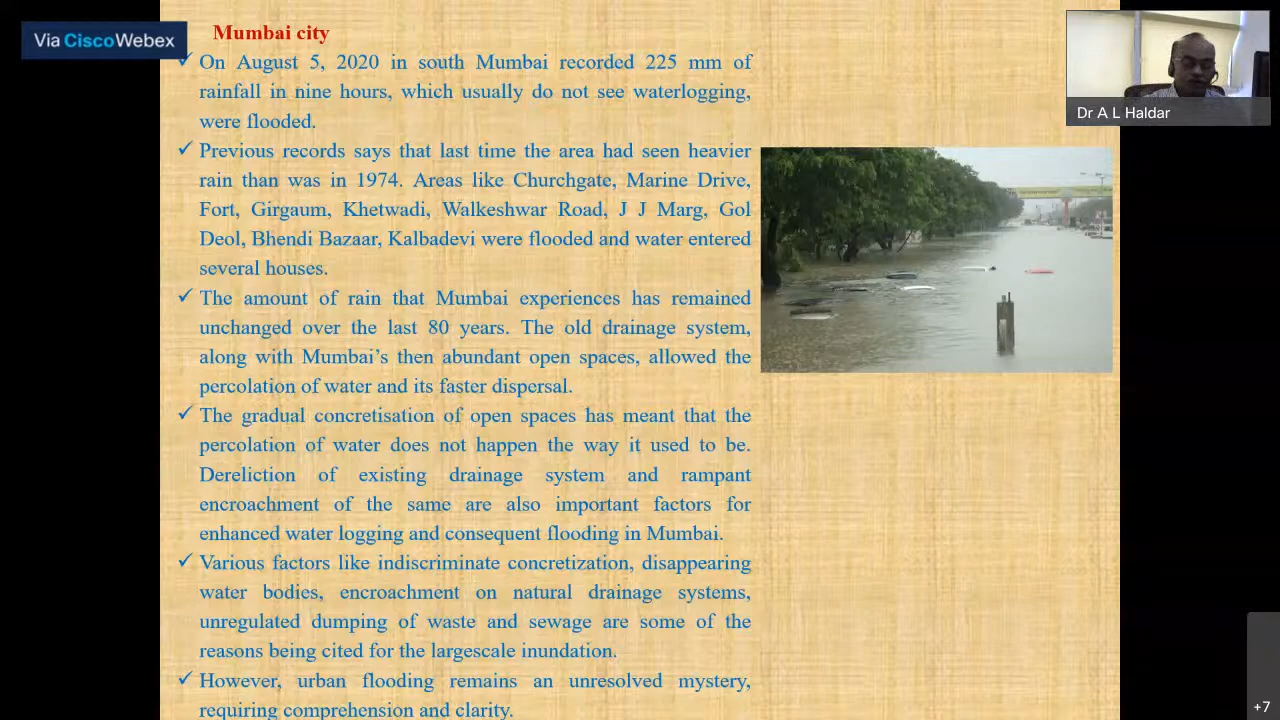 Via CiscoWebex
Mumbai city
On August 5, 2020 in south Mumbai recorded 225 mm of
rainfall in nine hours, which usually do not see waterlogging,
were flooded.
Previous records says that last time the area had seen heavier
rain than was in 1974. Areas like Churchgate, Marine Drive,
Fort, Girgaum, Khetwadi, Walkeshwar Road, J J Marg, Gol
Deol, Bhendi Bazaar, Kalbadevi were flooded and water entered
several houses.
The amount of rain that Mumbai experiences has remained
unchanged over the last 80 years. The old drainage system,
along with Mumbai's then abundant open spaces, allowed the
percolation of water and its faster dispersal.
The gradual concretisation of open spaces has meant that the
percolation of water does not happen the way it used to be.
Dereliction of existing drainage system and rampant
encroachment of the same are also important factors for
enhanced water logging and consequent flooding in Mumbai.
Various factors like indiscriminate concretization, disappearing
water bodies, encroachment on natural drainage systems,
unregulated dumping of waste and sewage are some of the
reasons being cited for the largescale inundation.
However, urban flooding remains an unresolved mystery,
requiring comprehension and clarity.
Dr A L Haldar
+7